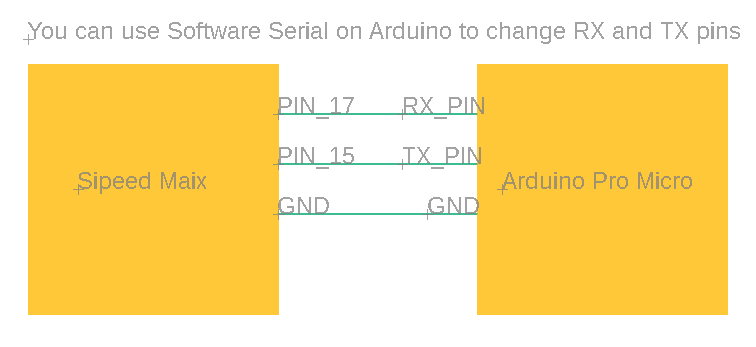 You can use Software Serial on Arduino to change RX and TX pins
PIN_17 RX_PIN
PIN_15 TX_PIN
Sipeed Maix Arduino Pro Micro
GND GND